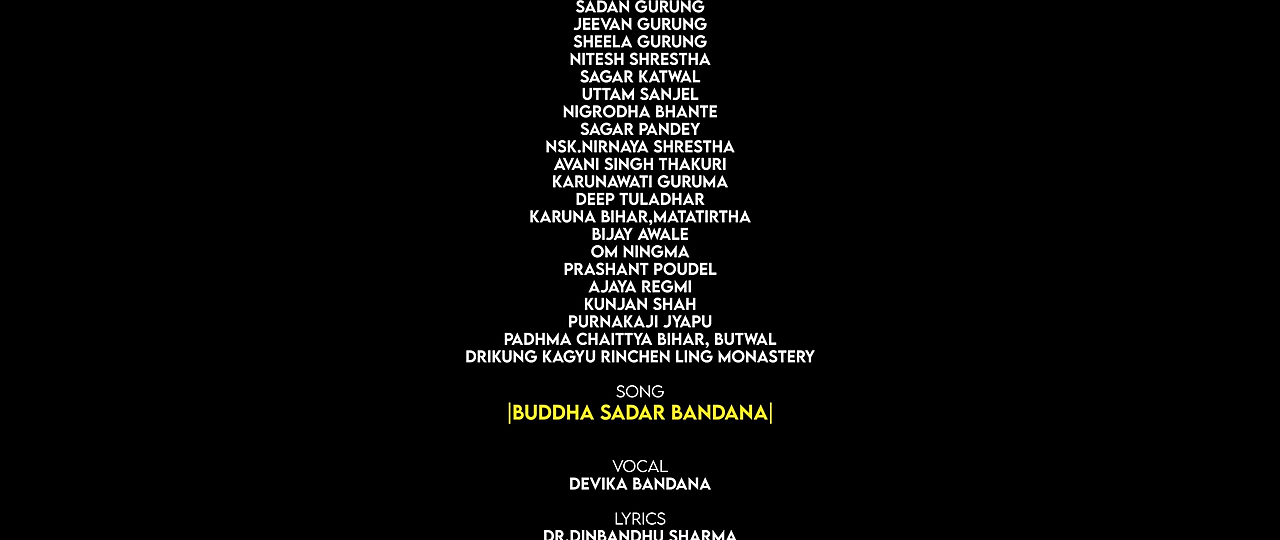 SADAN GURUNG
JEEVAN GURUNG
SHEELA GURUNG
NITESH SHRESTHA
SAGAR KATWAL
UTTAM SANJEL
NIGRODHA BHANTE
SAGAR PANDEY
NSK.NIRNAYA SHRESTHA
AVANI SINGH THAKURI
KARUNAWATI GURUMA
DEEP TULADHAR
KARUNA BIHAR,MATATIRTHA
BIJAY AWALE
OM NINGMA
PRASHANT POUDEL
AJAYA REGMI
KUNJAN SHAH
PURNAKAJI JYAPU
PADHMA CHAITTYA BIHAR, BUTWAL
DRIKUNG KAGYU RINCHEN LING MONASTERY
SONG
|BUDDHA SADAR BANDANA|
VOCAL
DEVIKA BANDANA
LYRICS
DR.DINBANDHU SHARMA